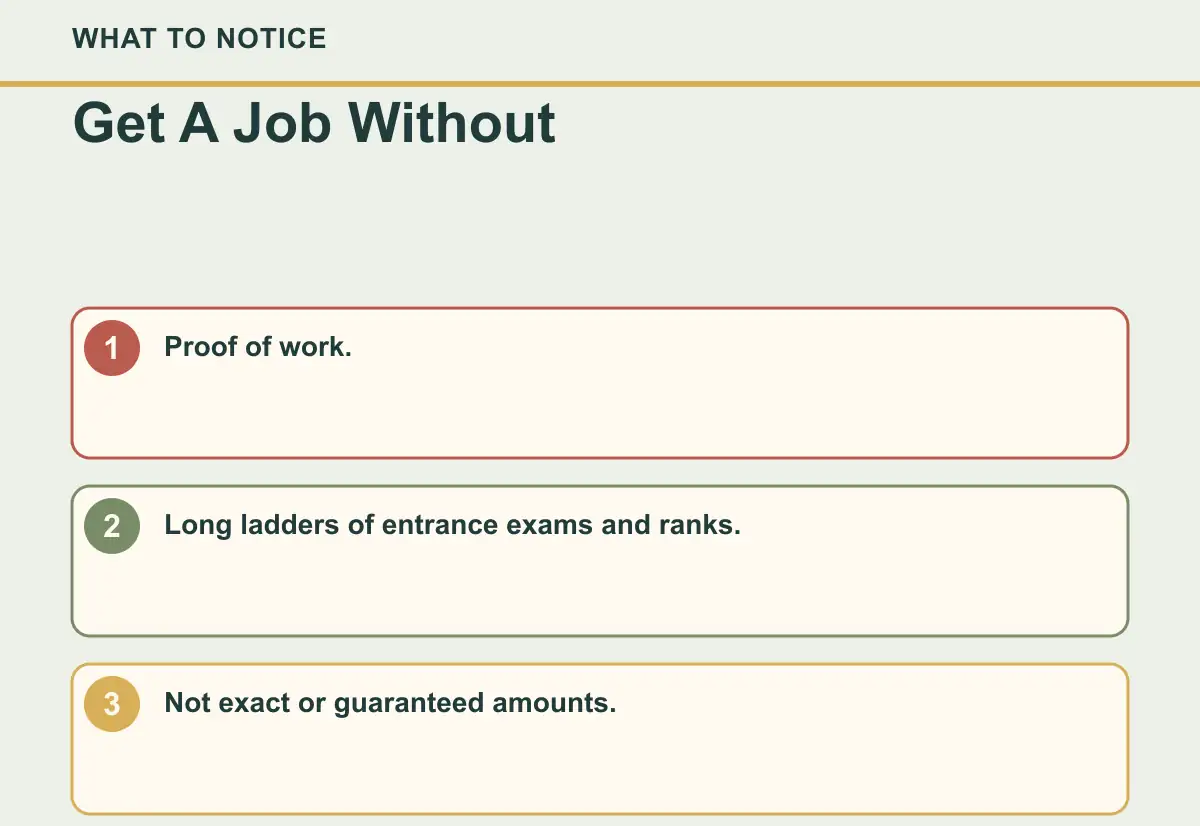 WHAT TO NOTICE
Get A Job Without
1
Proof of work.
2
Long ladders of entrance exams and ranks.
3
Not exact or guaranteed amounts.